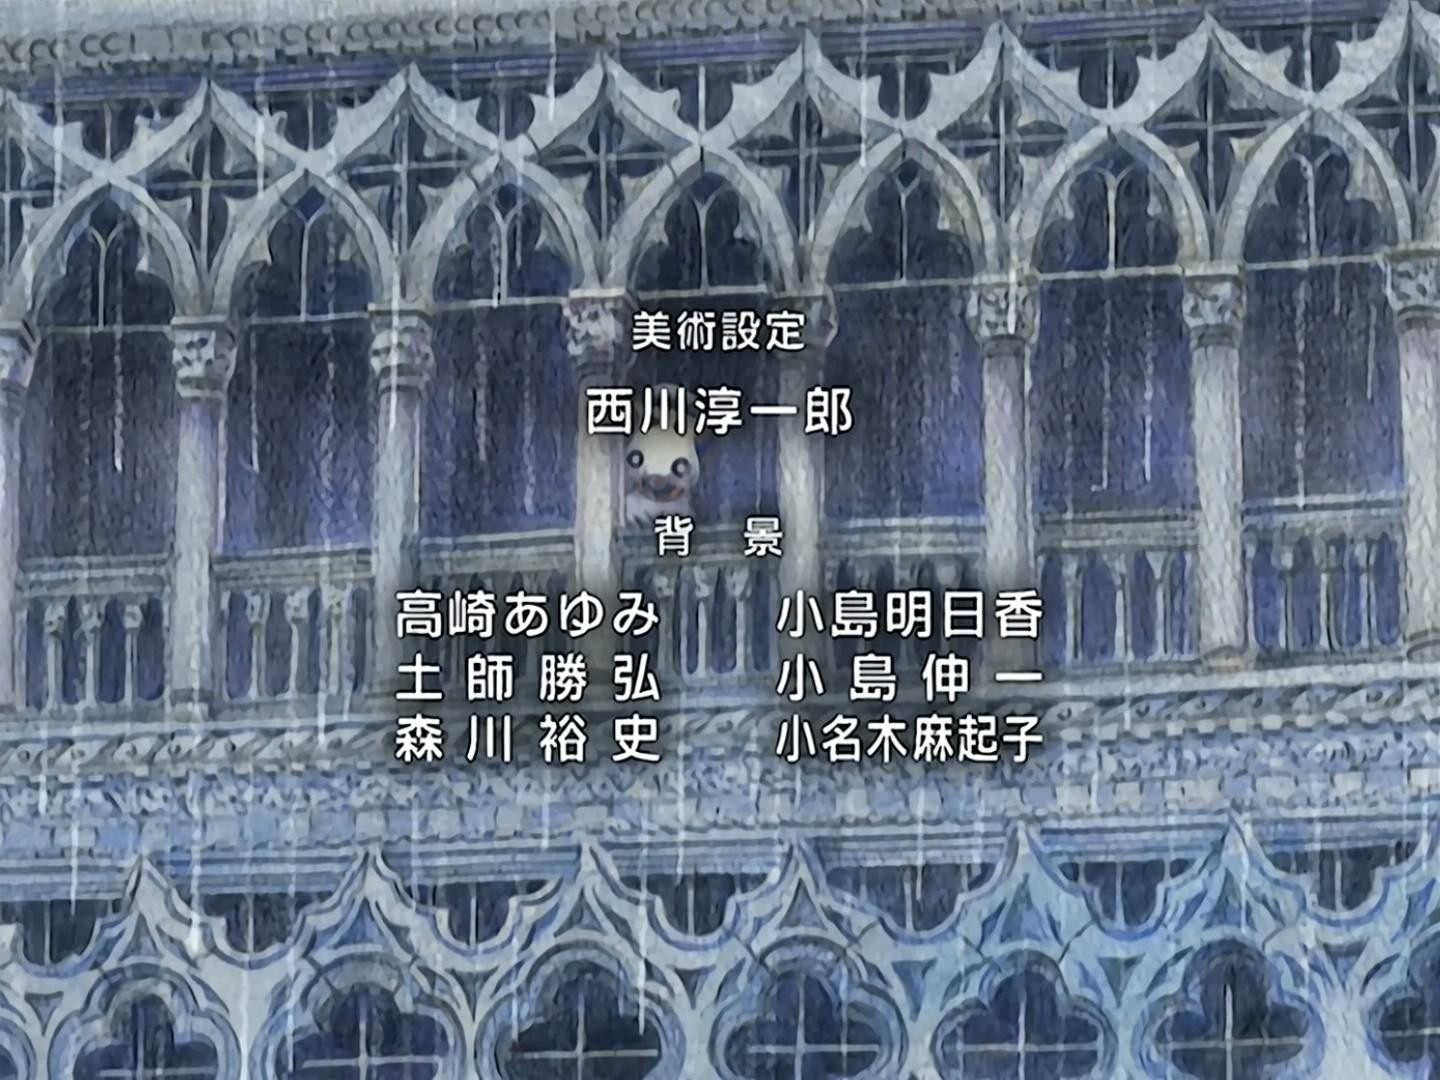 美術設定
西川淳一郎
背 景
高崎あゆみ 小島明日香
土師勝弘 小島伸一
森川裕史 小名木麻起子